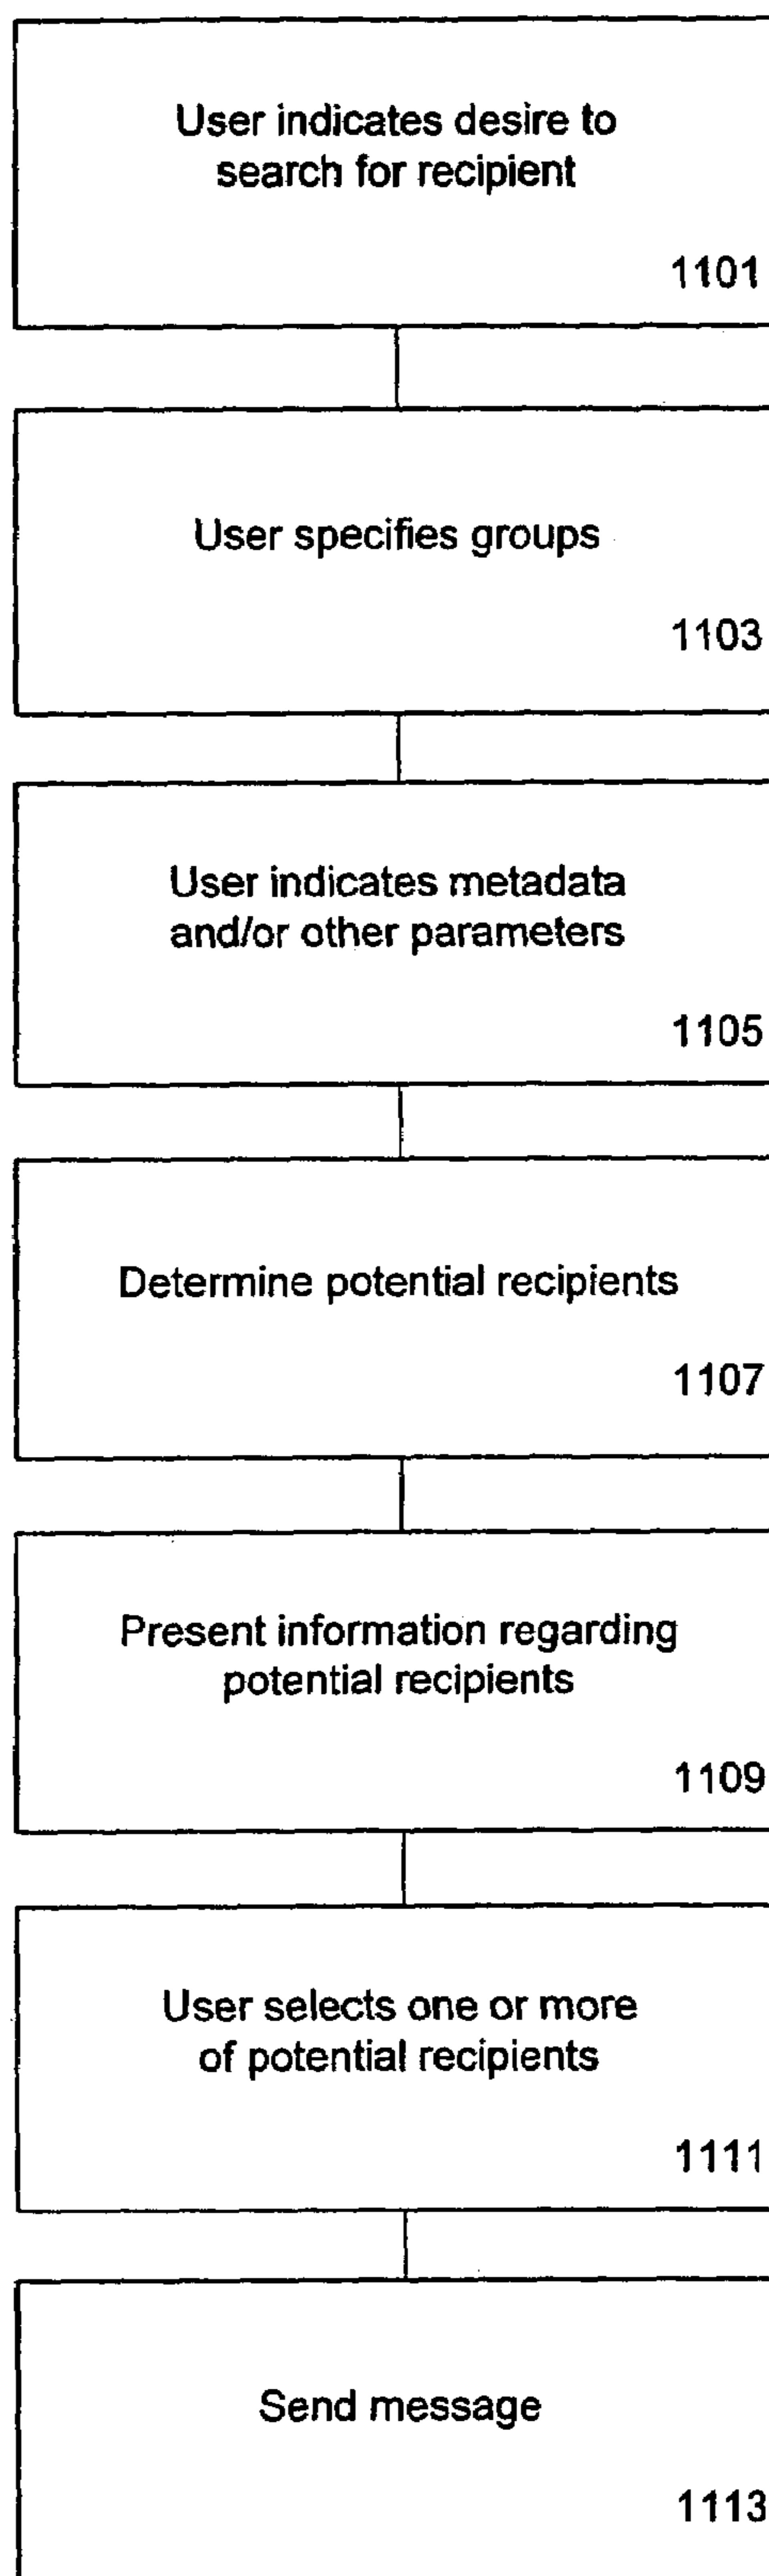 User indicates desire to
search for recipient
1101
User specifies groups
1103
User indicates metadata
and/or other parameters
1105
Determine potential recipients
1107
Present information regarding
potential recipients
1109
User selects one or more
of potential recipients
1111
Send message
1113